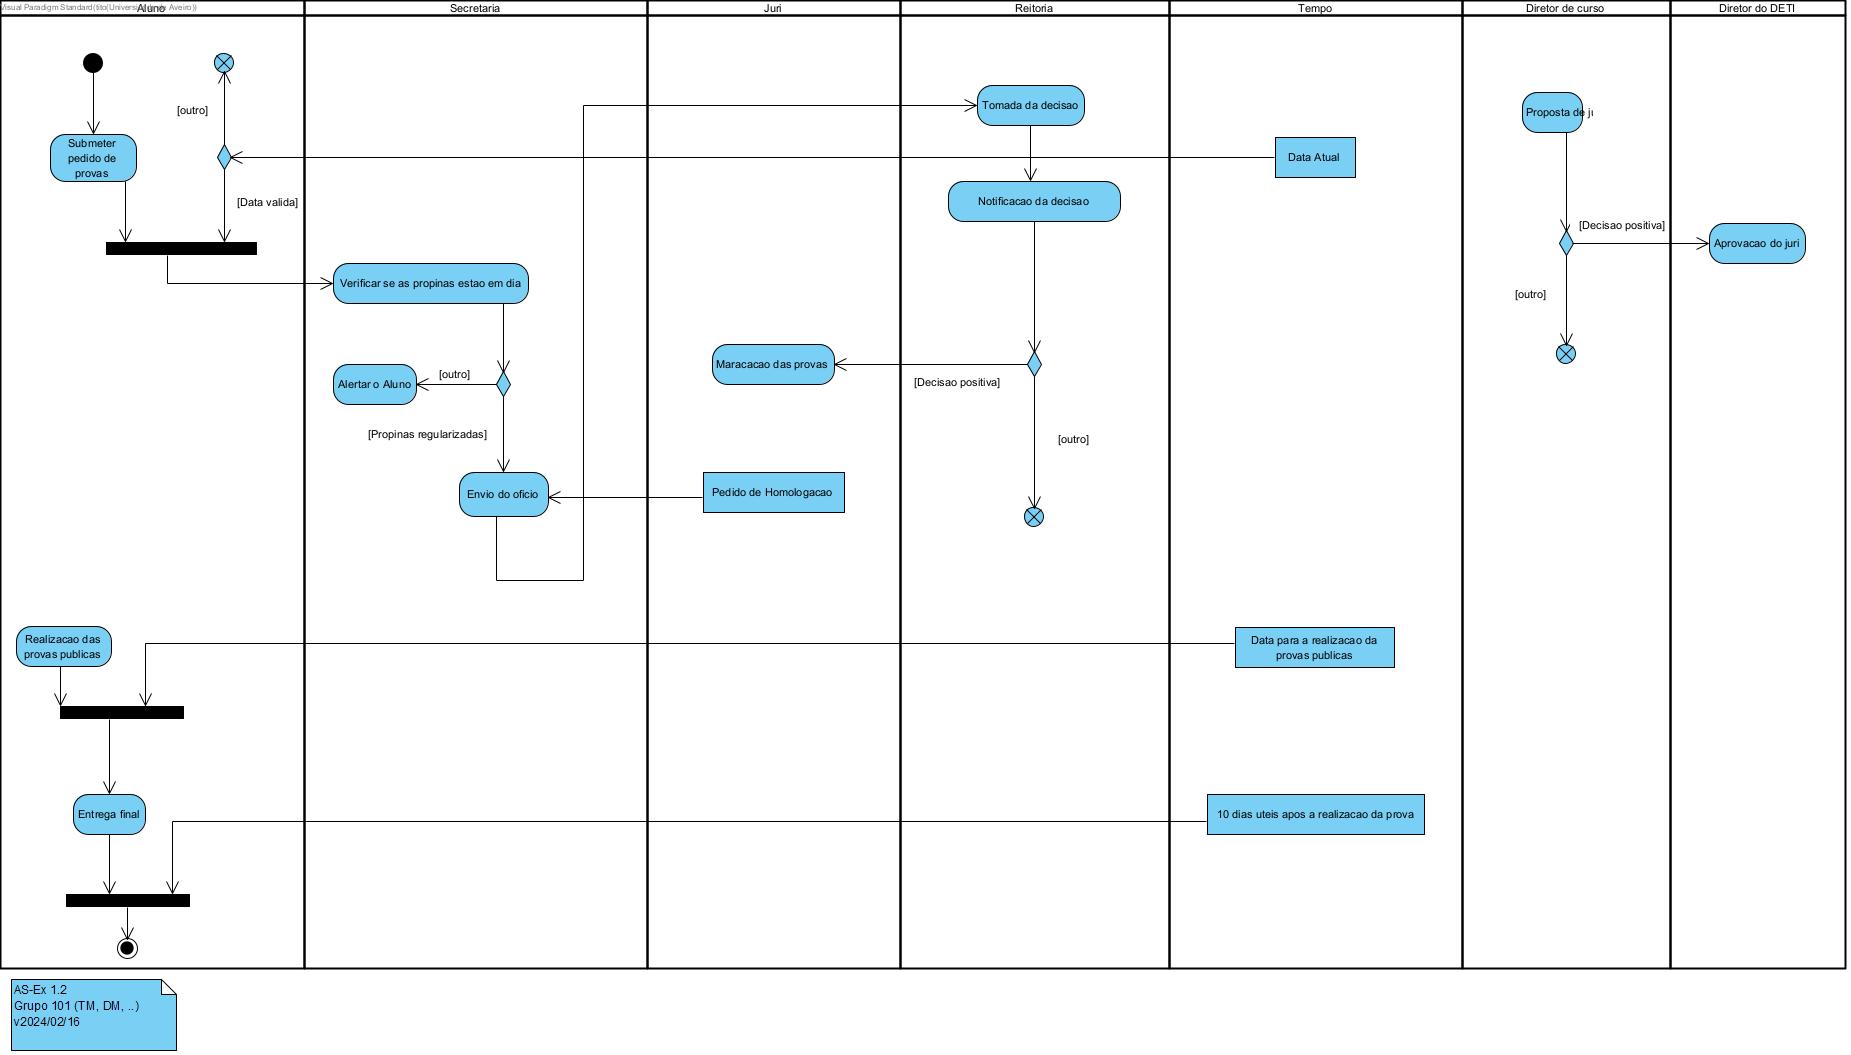 Visual Paradigm Standard(tito(Universidade de Aveiro))
Aluno
Secretaria
Juri
Reitoria
Tempo
Diretor de curso
Diretor do DETI
[outro]
Tomada da decisao
Proposta de
Submeter
pedido de
provas
Data Atual
[Data valida]
Notificacao da decisao
[Decisao positiva]
Aprovacao do juri
Verificar se as propinas estao em dia
[outro]
Maracacao das provas
[outro]
Alertar o Aluno
[Decisao positiva]
[Propinas regularizadas]
[outro]
Envio do oficio
Pedido de Homologacao
Realizacao das
provas publicas
Data para a realizacao da
provas publicas
Entrega final
10 dias uteis apos a realizacao da prova
AS-Ex 1.2
Grupo 101 (TM, DM, ..)
v2024/02/16